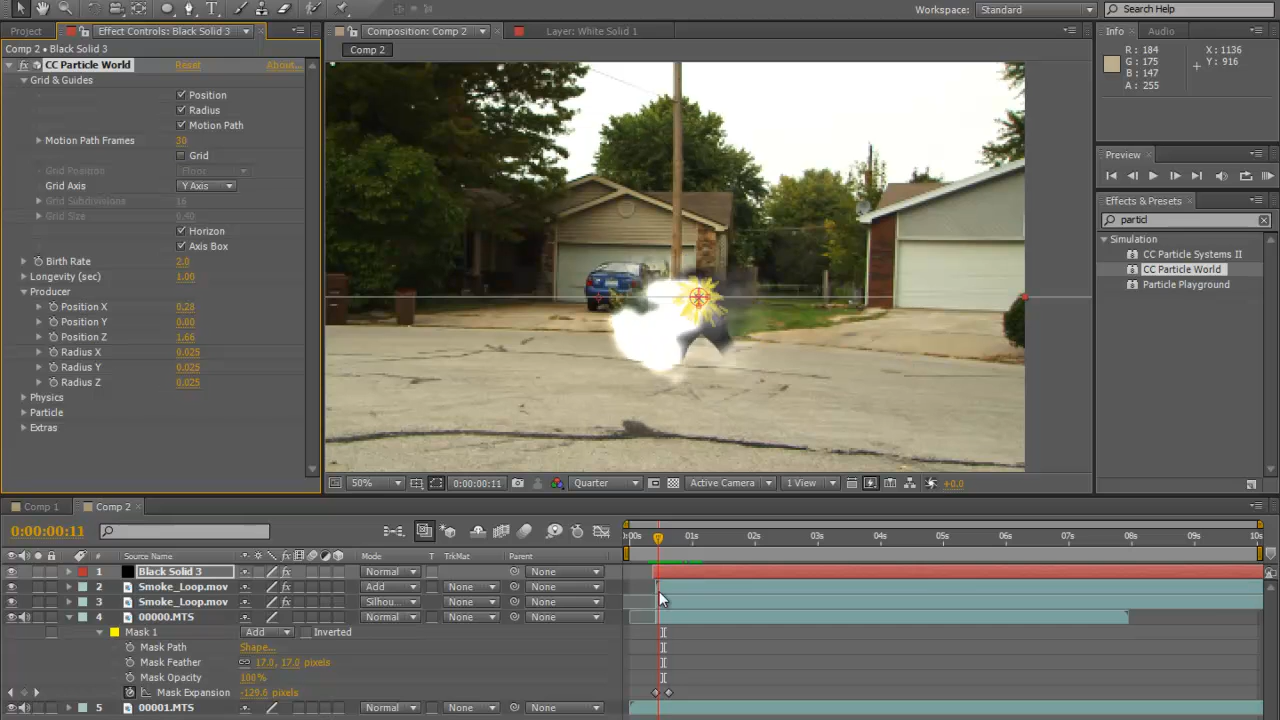 Workspace: Standard Search Help
Project Effect Controls: Black Solid 3 Composition: Comp 2 Layer: White Solid 1 Info Audio
Comp 2 • Black Solid 3 Comp 2
fx CC Particle World Reset About...
R: 184 X: 1136
G: 175 Y: 916
B: 147
A: 255
Grid & Guides
Position
Radius
Motion Path
Motion Path Frames 30
Grid
Grid Position Floor
Grid Axis Y Axis
Grid Subdivisions 16
Grid Size 0.40
Horizon
Axis Box
Birth Rate 2.0
Longevity (sec) 1.00
Producer
Position X 0.28
Position Y 0.00
Position Z 1.66
Radius X 0.025
Radius Y 0.025
Radius Z 0.025
Physics
Particle
Extras
Preview
Effects & Presets
particl
Simulation
CC Particle Systems II
CC Particle World
Particle Playground
50% 0:00:00:11 Quarter Active Camera 1 View +0.0
Comp 1 Comp 2
0:00:00:11
:00s 01s 02s 03s 04s 05s 06s 07s 08s 09s 10s
# Source Name fx Mode T TrkMat Parent
1 Black Solid 3 fx Normal None
2 Smoke_Loop.mov fx Add None None
3 Smoke_Loop.mov fx Silhou... None None
4 00000.MTS Normal None None
Mask 1 Add Inverted
Mask Path Shape...
Mask Feather 17.0, 17.0 pixels
Mask Opacity 100%
Mask Expansion -129.6 pixels
5 00001.MTS Normal None None